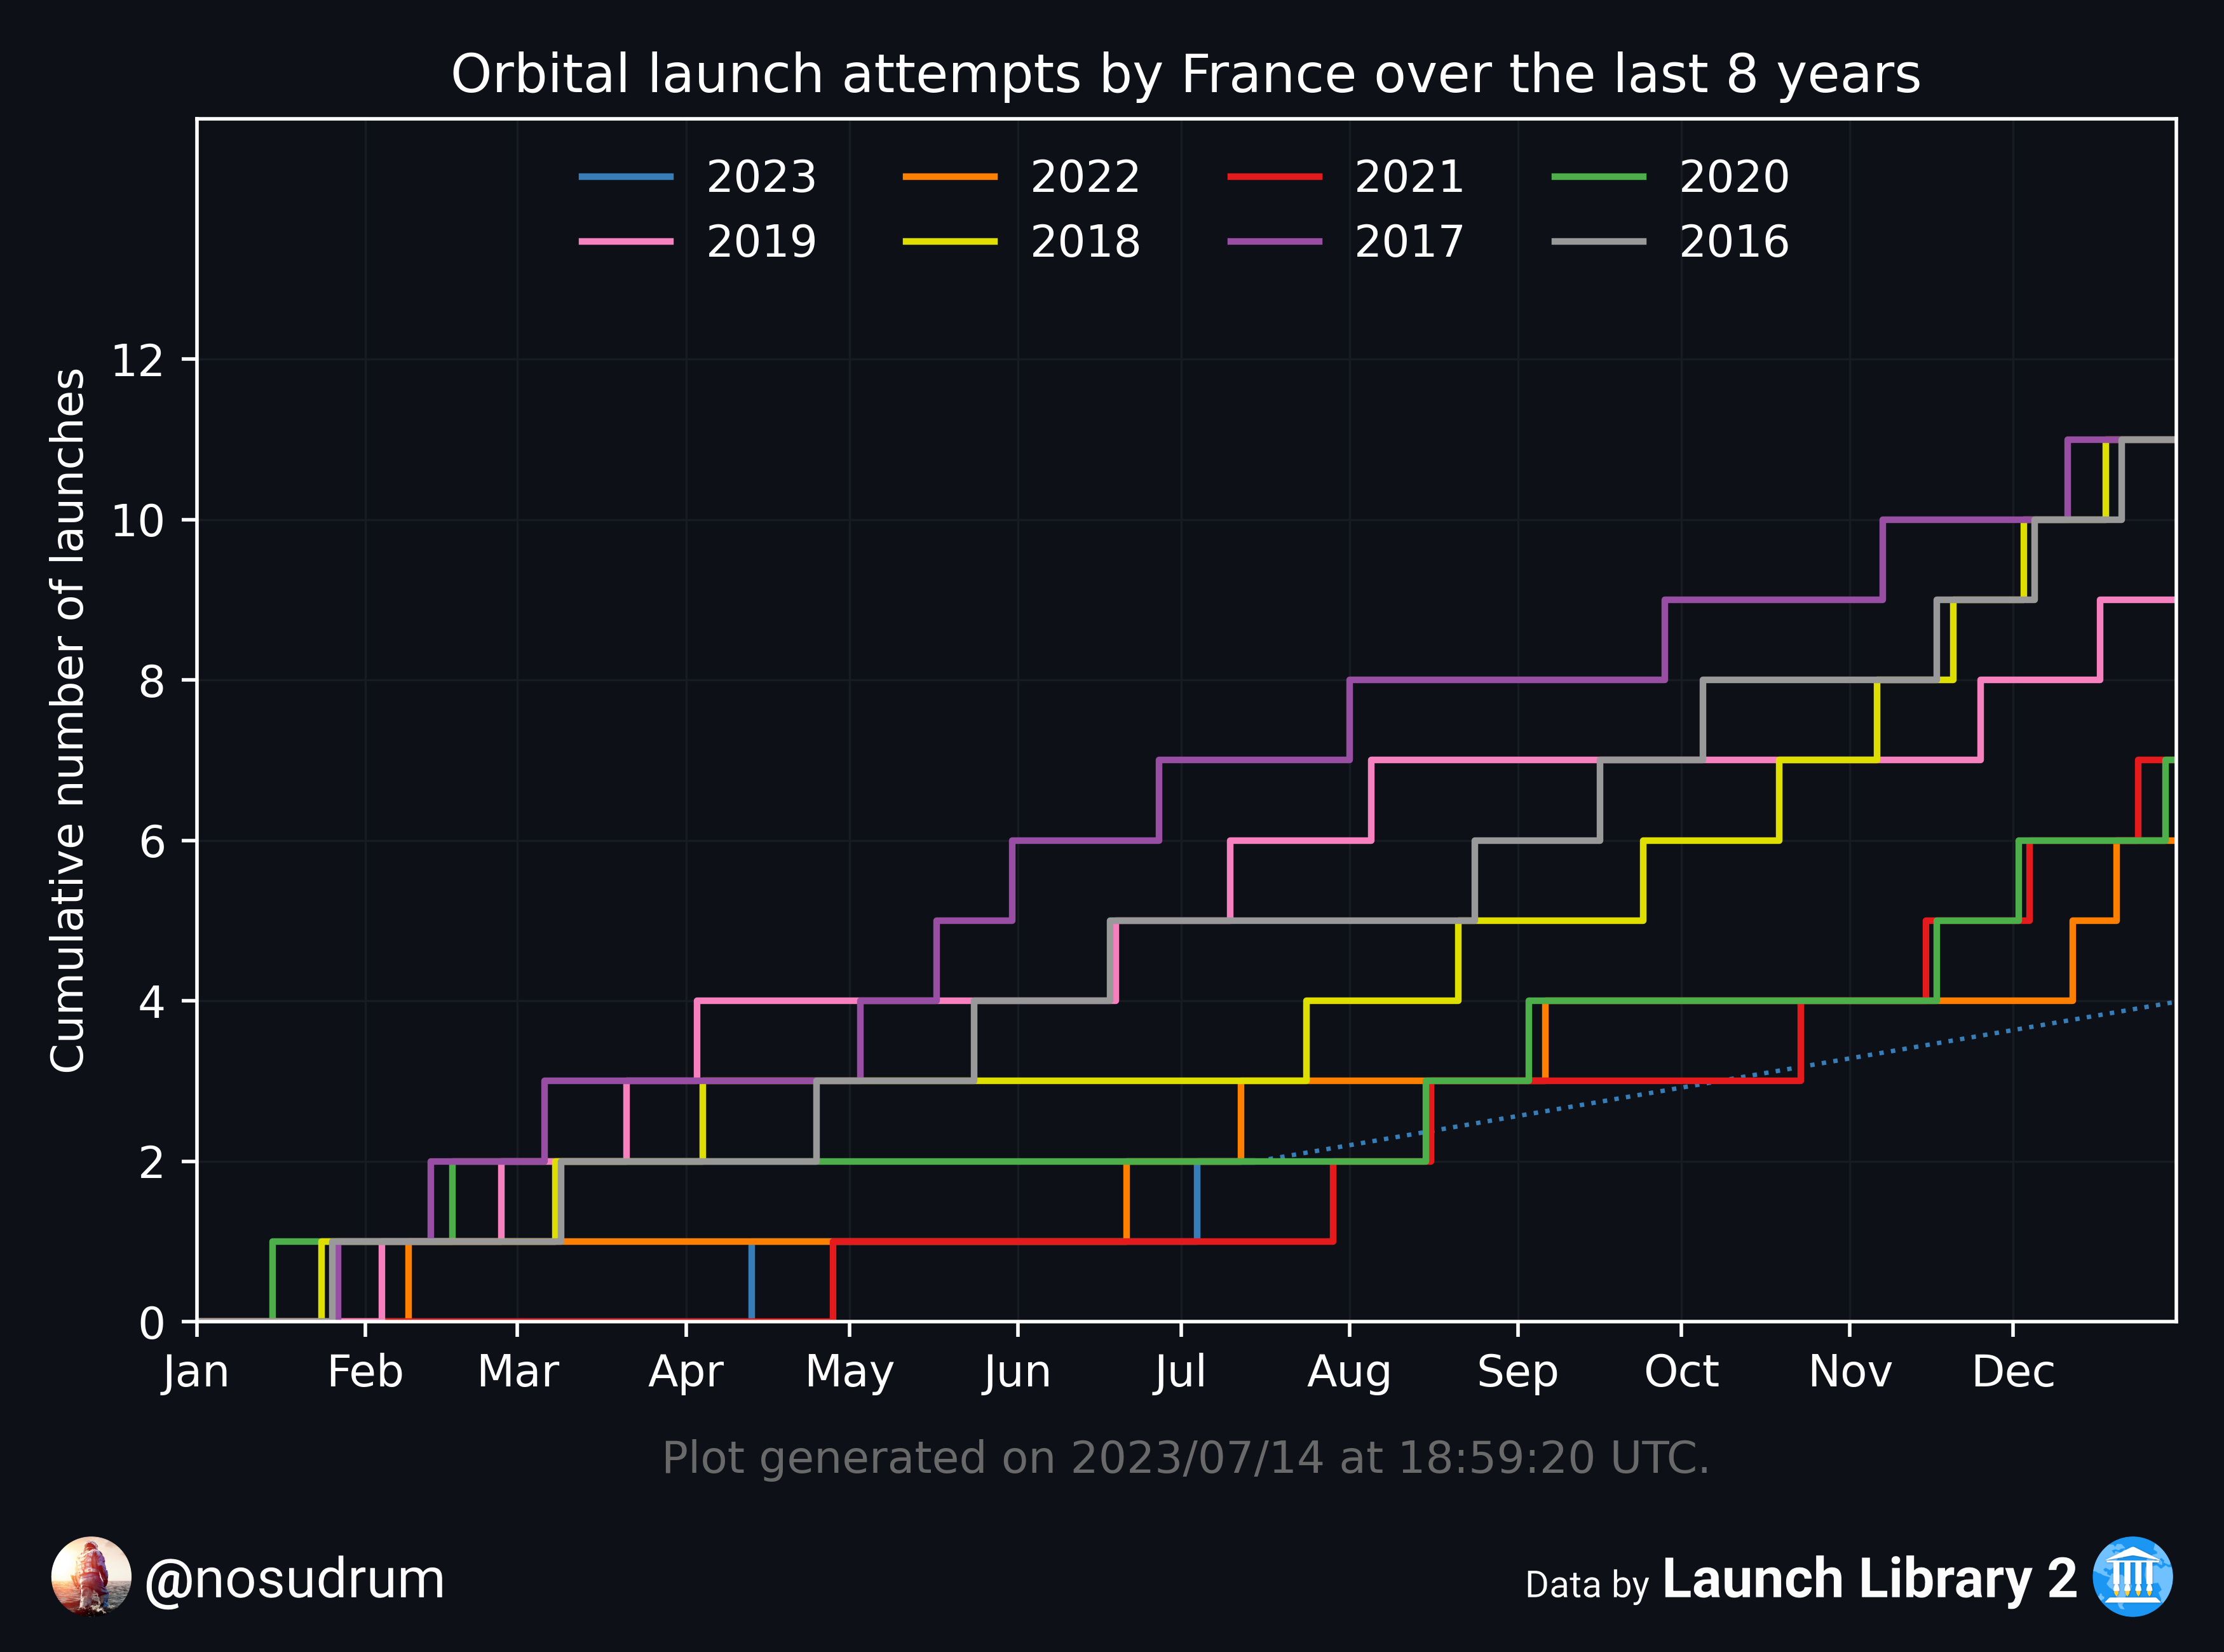 Orbital launch attempts by France over the last 8 years
2023 2022 2021 2020
2019 2018 2017 2016
Cumulative number of launches
12
10
8
6
4
2
0
Jan Feb Mar Apr May Jun Jul Aug Sep Oct Nov Dec
Plot generated on 2023/07/14 at 18:59:20 UTC.
@nosudrum
Data by Launch Library 2